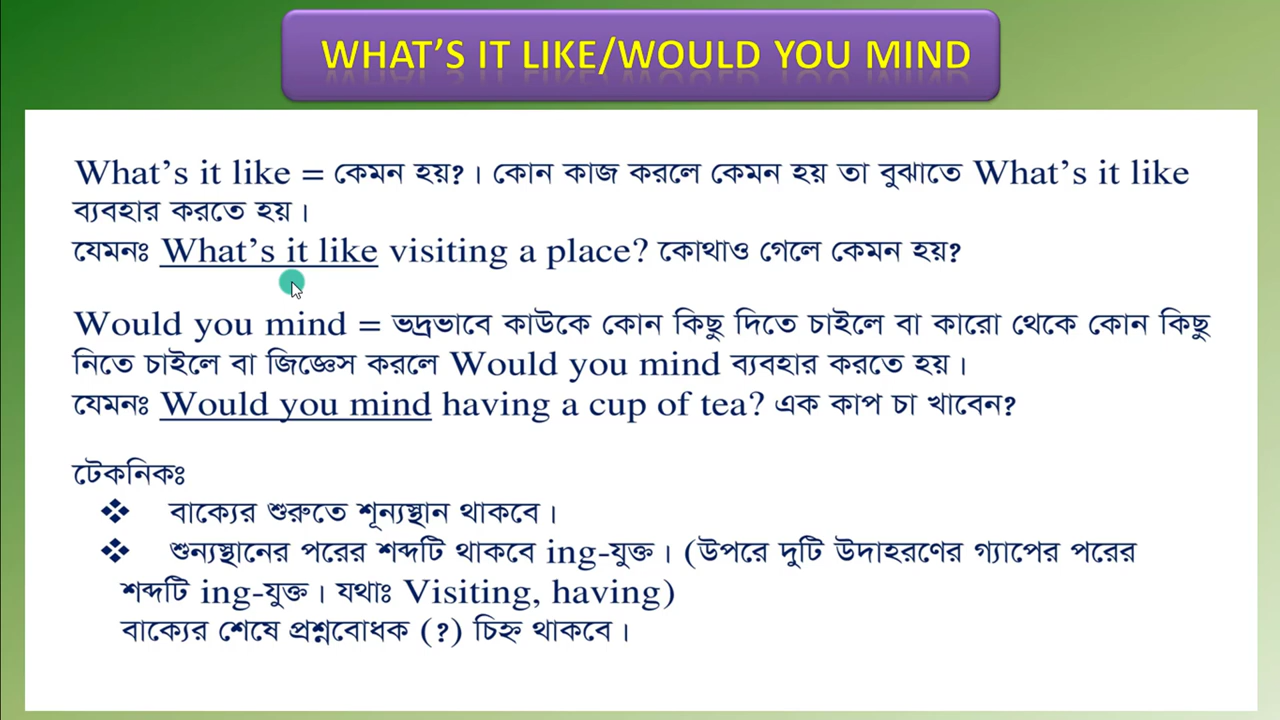 WHAT'S IT LIKE/WOULD YOU MIND
What's it like = কেমন হয়?। কোন কাজ করলে কেমন হয় তা বুঝাতে What's it like
ব্যবহার করতে হয়।
যেমনঃ What's it like visiting a place? কোথাও গেলে কেমন হয়?
Would you mind = ভদ্রভাবে কাউকে কোন কিছু দিতে চাইলে বা কারো থেকে কোন কিছু
নিতে চাইলে বা জিজ্ঞেস করলে Would you mind ব্যবহার করতে হয়।
যেমনঃ Would you mind having a cup of tea? এক কাপ চা খাবেন?
টেকনিকঃ
❖ বাক্যের শুরুতে শূন্যস্থান থাকবে।
❖ শুন্যস্থানের পরের শব্দটি থাকবে ing-যুক্ত। (উপরে দুটি উদাহরণের গ্যাপের পরের
শব্দটি ing-যুক্ত। যথাঃ Visiting, having)
বাক্যের শেষে প্রশ্নবোধক (?) চিহ্ন থাকবে।